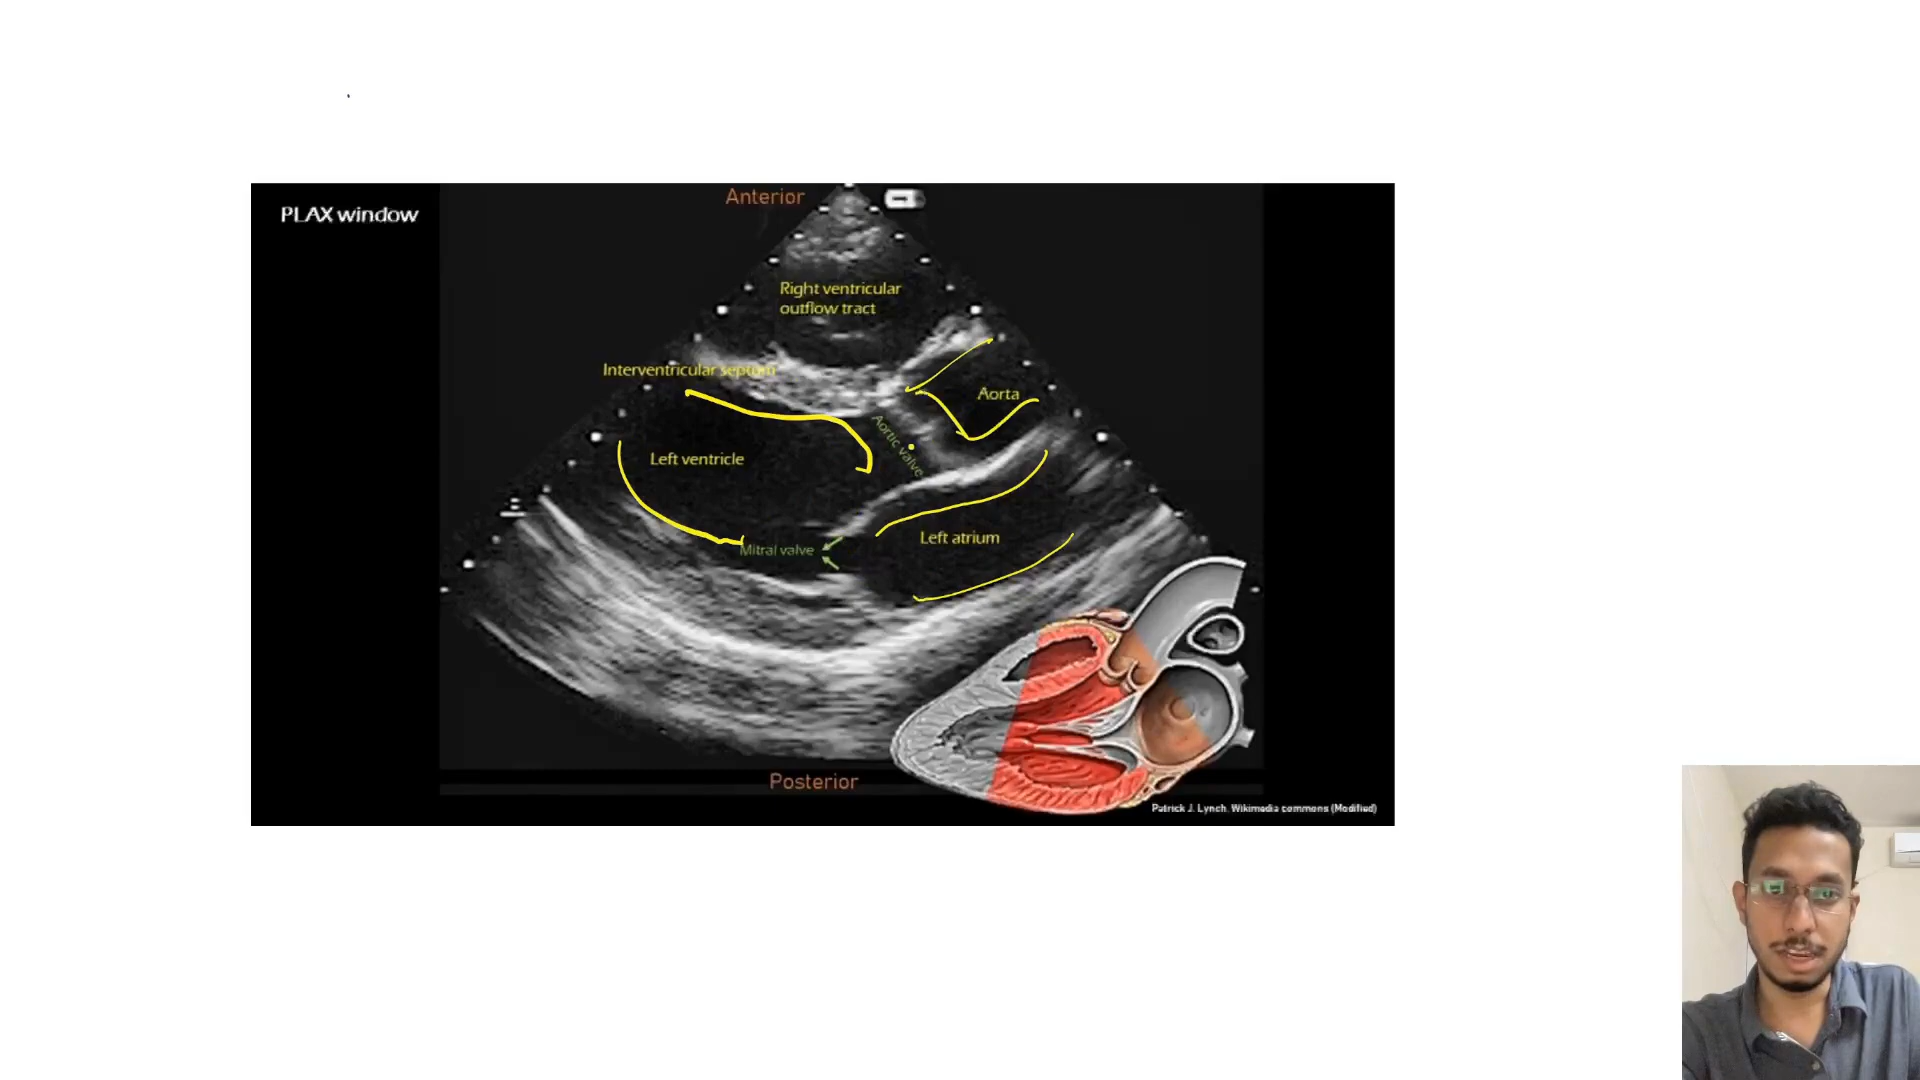 Anterior
PLAX window
Right ventricular
outflow tract
Interventricular septum
Aorta
Aortic valve
Left ventricle
Left atrium
Mitral valve
Posterior
Patrick J. Lynch. Wikimedia commons (Modified)